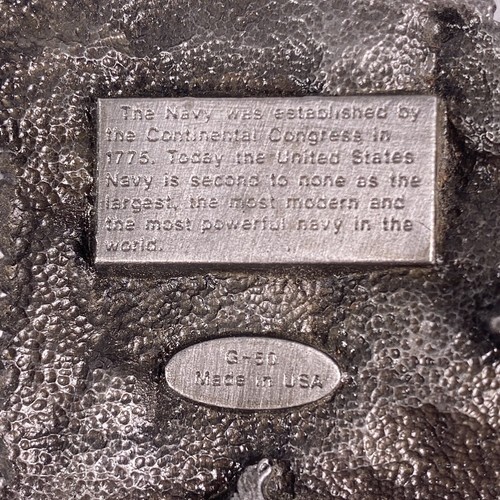 The Navy was established by
the Continental Congress in
1775. Today the United States
Navy is second to none as the
largest, the most modern and
the most powerful navy in the
world.
G-60
Made in USA